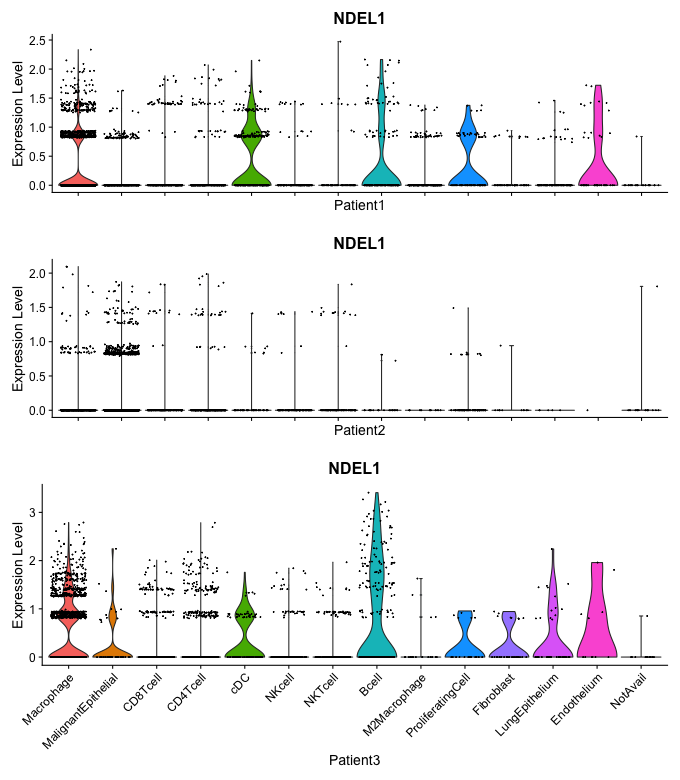 NDEL1
Expression Level
2.5
2.0
1.5
1.0
0.5
0.0
Patient1
NDEL1
Expression Level
2.0
1.5
1.0
0.5
0.0
Patient2
NDEL1
Expression Level
3
2
1
0
Macrophage
MalignantEpithelial
CD8Tcell
CD4Tcell
cDC
NKcell
NKTcell
Bcell
M2Macrophage
ProliferatingCell
Fibroblast
LungEpithelium
Endothelium
NotAvail
Patient3